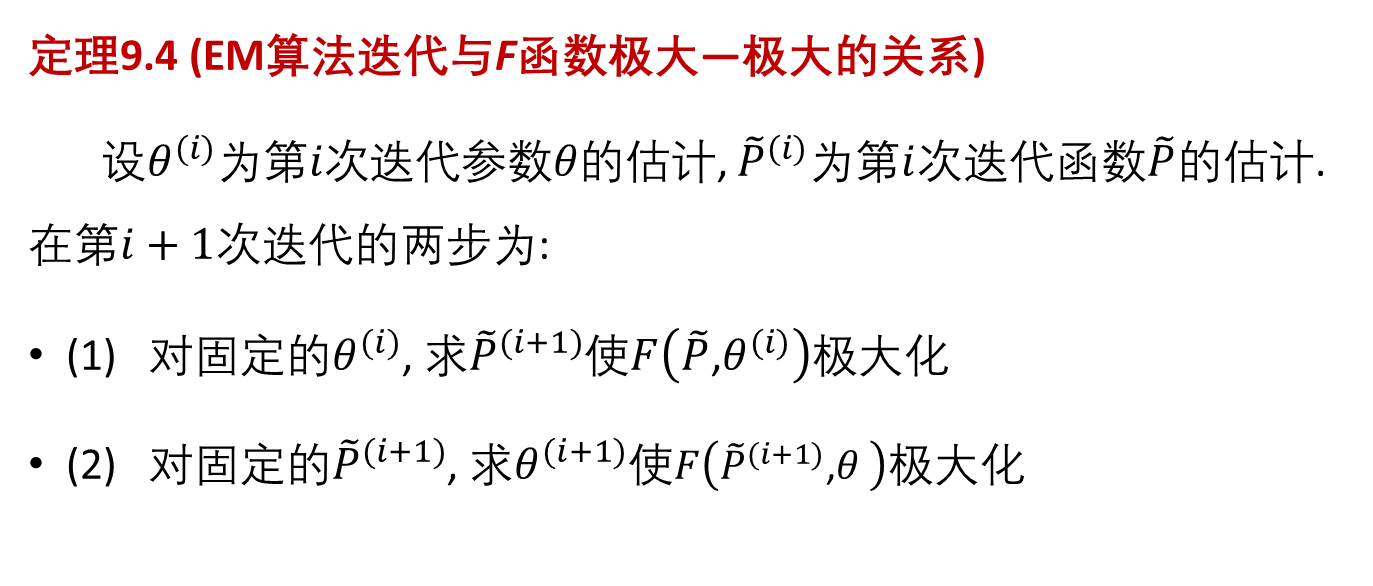 定理9.4 (EM算法迭代与F函数极大—极大的关系)
设θ⁽ⁱ⁾为第i次迭代参数θ的估计, P̃⁽ⁱ⁾为第i次迭代函数P̃的估计.
在第i + 1次迭代的两步为:
• (1) 对固定的θ⁽ⁱ⁾, 求P̃⁽ⁱ⁺¹⁾使F(P̃,θ⁽ⁱ⁾)极大化
• (2) 对固定的P̃⁽ⁱ⁺¹⁾, 求θ⁽ⁱ⁺¹⁾使F(P̃⁽ⁱ⁺¹⁾,θ )极大化